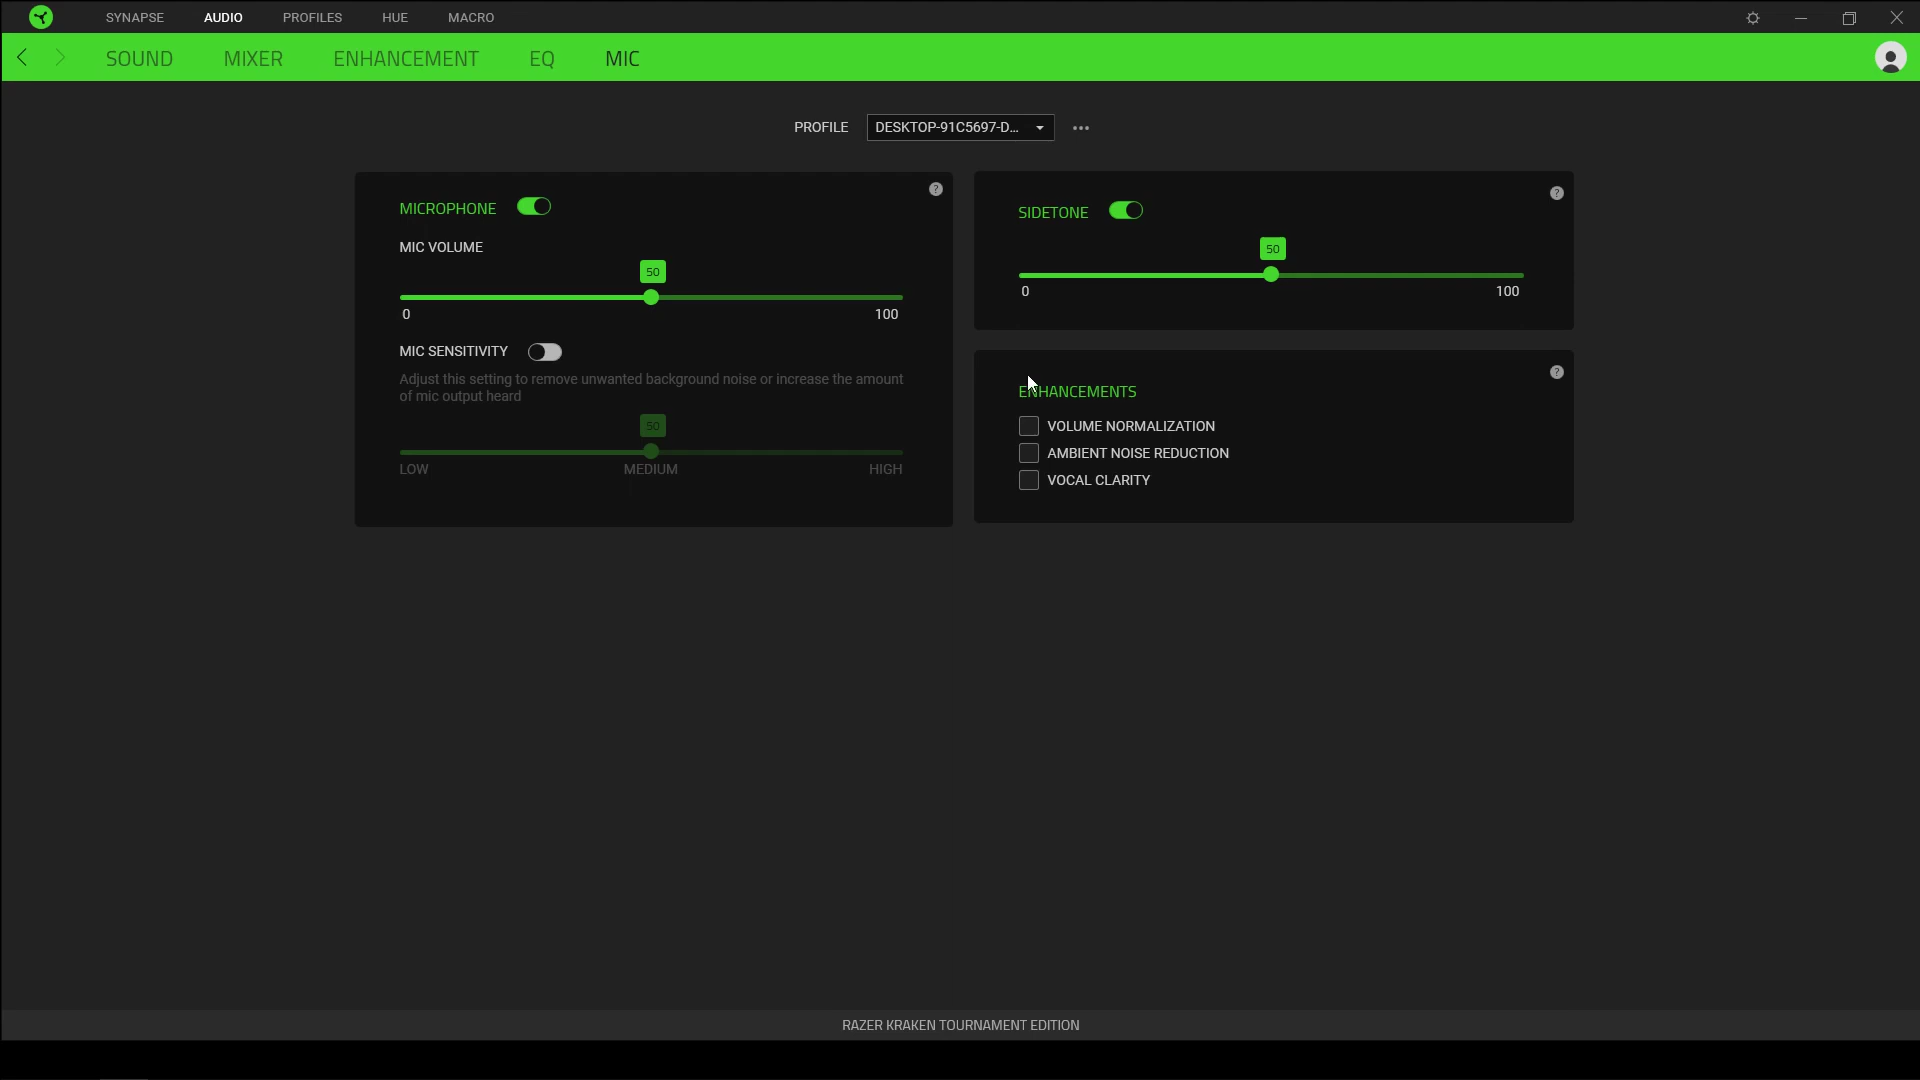 SYNAPSE AUDIO PROFILES HUE MACRO
SOUND MIXER ENHANCEMENT EQ MIC
PROFILE DESKTOP-91C5697-D...
MICROPHONE
MIC VOLUME
50
0 100
MIC SENSITIVITY
Adjust this setting to remove unwanted background noise or increase the amount
of mic output heard
50
LOW MEDIUM HIGH
?
SIDETONE
?
50
0 100
ENHANCEMENTS
?
VOLUME NORMALIZATION
AMBIENT NOISE REDUCTION
VOCAL CLARITY
RAZER KRAKEN TOURNAMENT EDITION